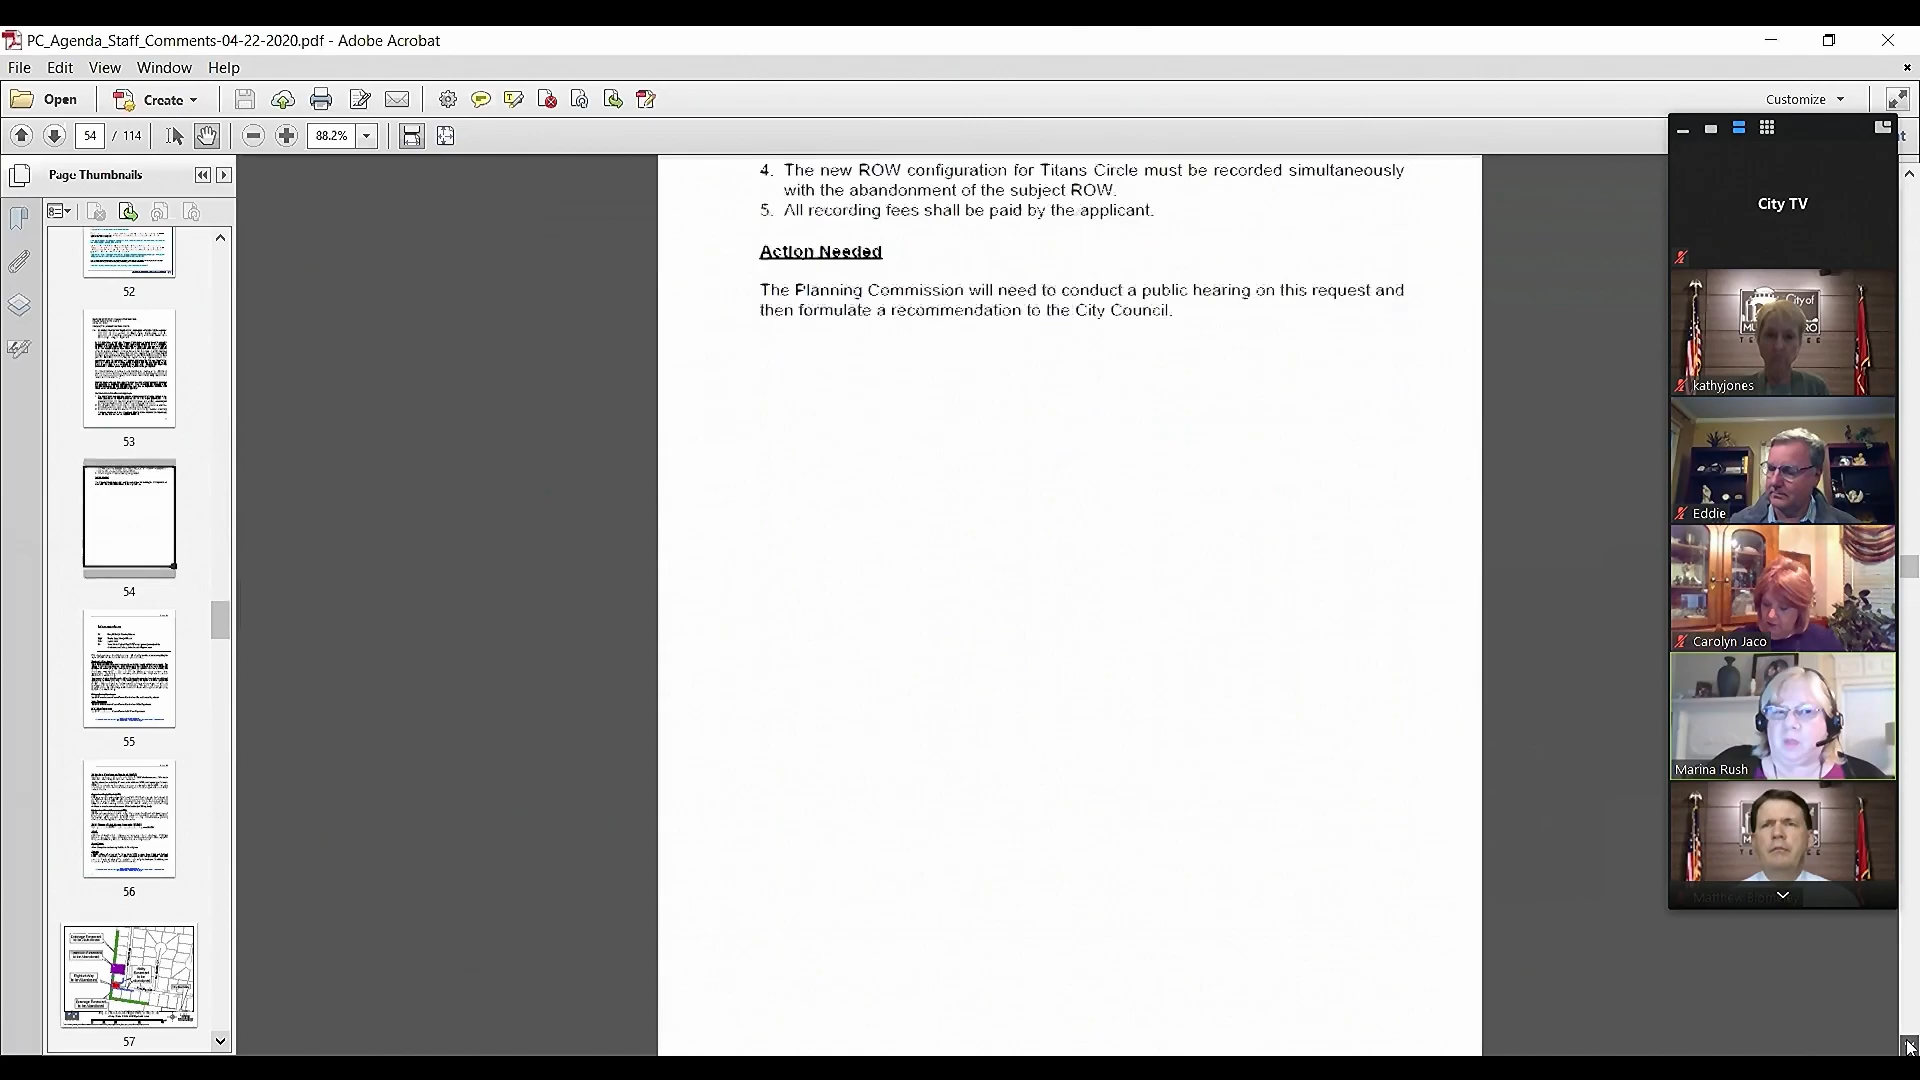 PC_Agenda_Staff_Comments-04-22-2020.pdf - Adobe Acrobat
File Edit View Window Help
Open Create Customize
54 / 114 88.2%
Page Thumbnails
52
53
54
55
56
57
4. The new ROW configuration for Titans Circle must be recorded simultaneously
with the abandonment of the subject ROW.
5. All recording fees shall be paid by the applicant.
Action Needed
The Planning Commission will need to conduct a public hearing on this request and
then formulate a recommendation to the City Council.
City TV
City of
kathyjones
Eddie
Carolyn Jaco
Marina Rush